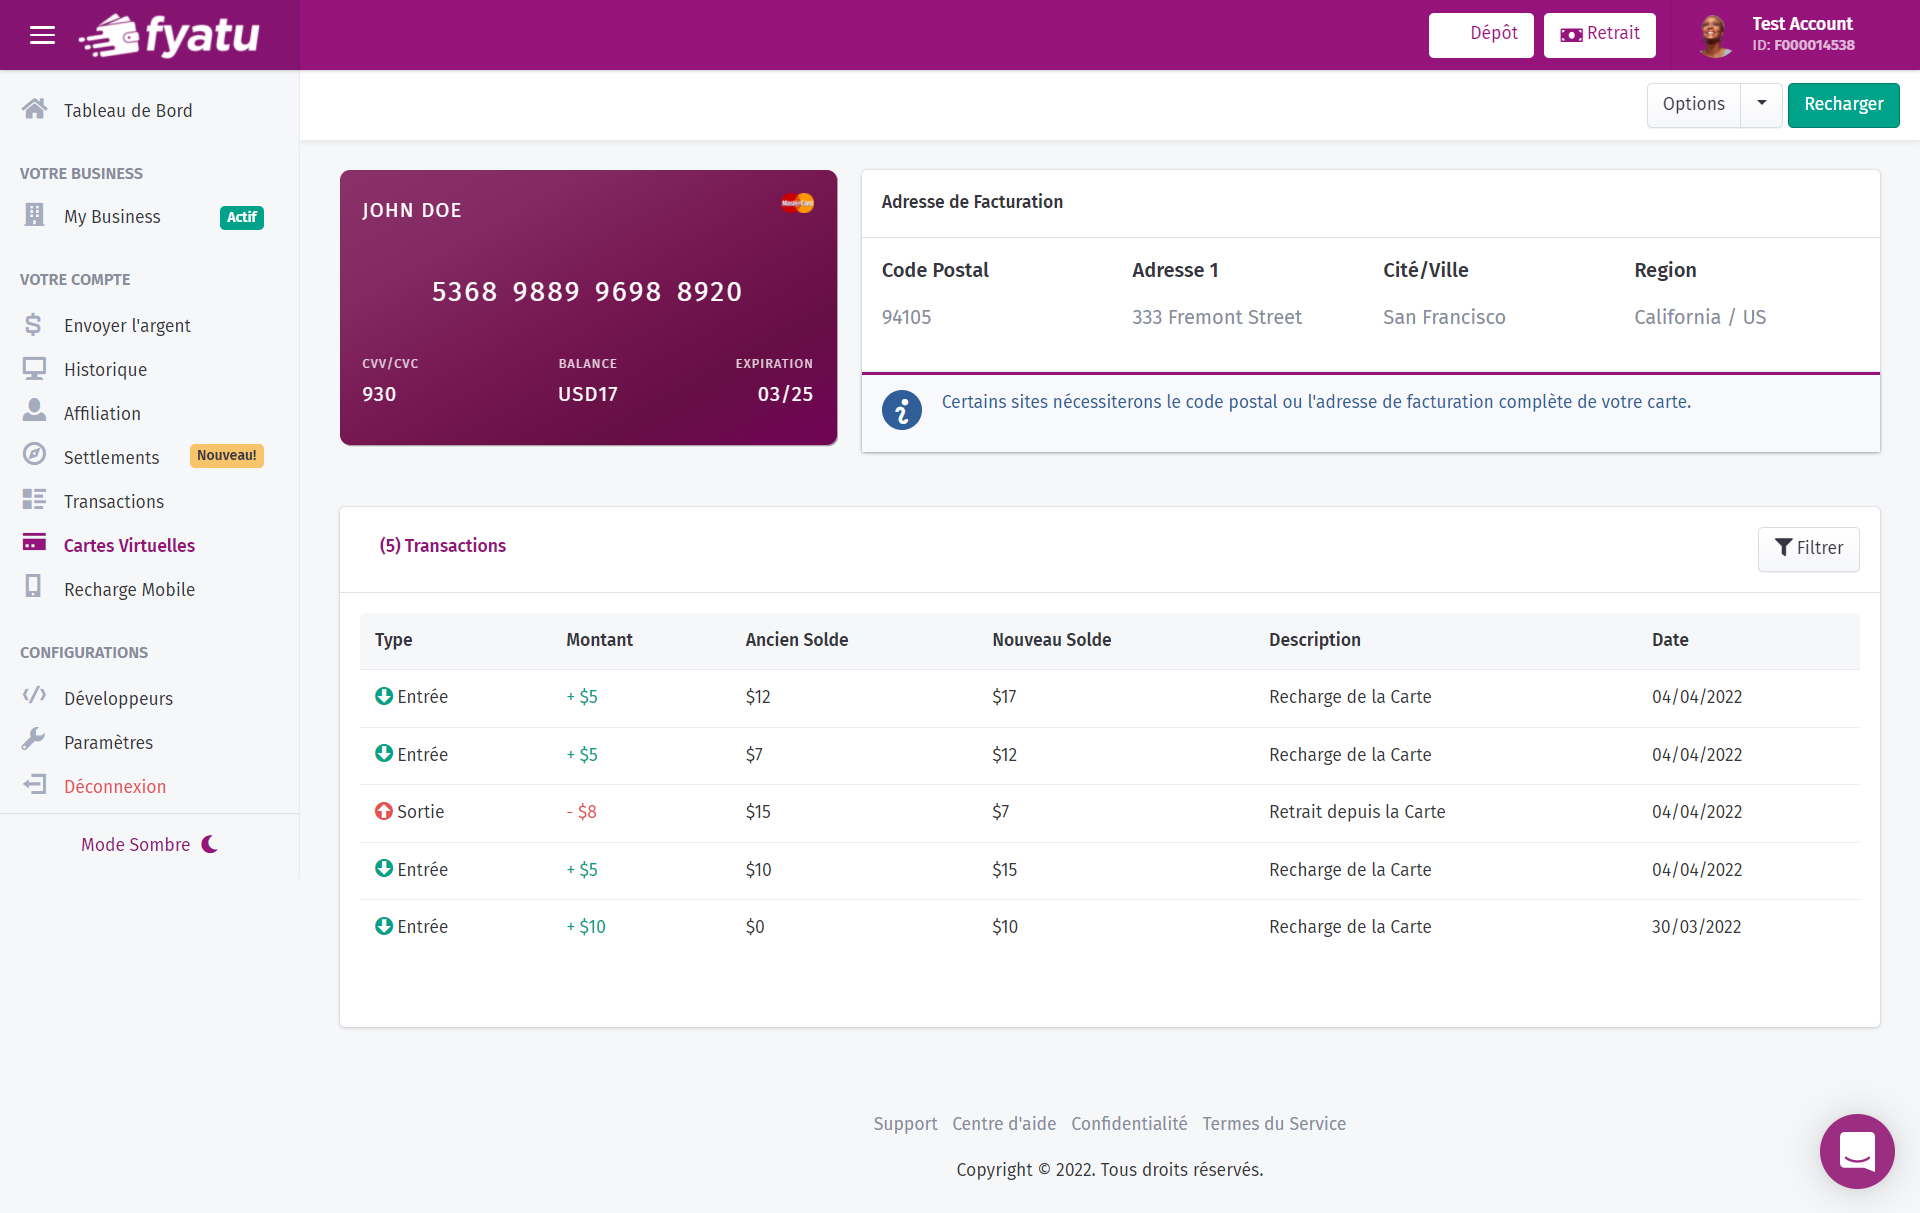 fyatu
Dépôt
Retrait
Test Account
ID: F000014538
Tableau de Bord
VOTRE BUSINESS
My Business
Actif
VOTRE COMPTE
Envoyer l'argent
Historique
Affiliation
Settlements
Nouveau!
Transactions
Cartes Virtuelles
Recharge Mobile
CONFIGURATIONS
Développeurs
Paramètres
Déconnexion
Mode Sombre
Options
Recharger
JOHN DOE
MasterCard
5368 9889 9698 8920
CVV/CVC BALANCE EXPIRATION
930 USD17 03/25
Adresse de Facturation
Code Postal Adresse 1 Cité/Ville Region
94105 333 Fremont Street San Francisco California / US
Certains sites nécessiterons le code postal ou l'adresse de facturation complète de votre carte.
(5) Transactions
Filtrer
Type Montant Ancien Solde Nouveau Solde Description Date
Entrée + $5 $12 $17 Recharge de la Carte 04/04/2022
Entrée + $5 $7 $12 Recharge de la Carte 04/04/2022
Sortie - $8 $15 $7 Retrait depuis la Carte 04/04/2022
Entrée + $5 $10 $15 Recharge de la Carte 04/04/2022
Entrée + $10 $0 $10 Recharge de la Carte 30/03/2022
Support Centre d'aide Confidentialité Termes du Service
Copyright © 2022. Tous droits réservés.